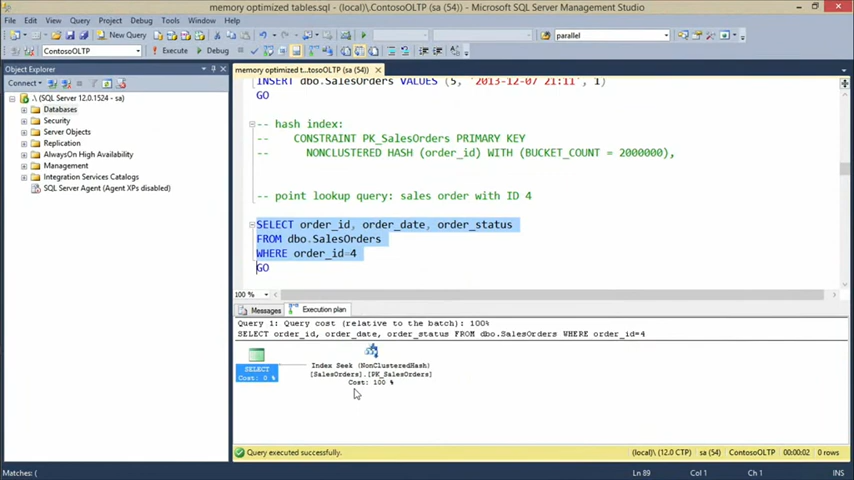 memory optimized tables.sql - (local)\.ContosoOLTP (sa (54)) - Microsoft SQL Server Management Studio
File Edit View Query Project Debug Tools Window Help
New Query
parallel
ContosoOLTP
Execute
Debug
Object Explorer
memory optimized t...tosoOLTP (sa (54))
Connect
.\ (SQL Server 12.0.1524 - sa)
Databases
Security
Server Objects
Replication
AlwaysOn High Availability
Management
Integration Services Catalogs
SQL Server Agent (Agent XPs disabled)
INSERT dbo.SalesOrders VALUES (5, '2013-12-07 21:11', 1)
GO
-- hash index:
-- CONSTRAINT PK_SalesOrders PRIMARY KEY
-- NONCLUSTERED HASH (order_id) WITH (BUCKET_COUNT = 2000000),
-- point lookup query: sales order with ID 4
SELECT order_id, order_date, order_status
FROM dbo.SalesOrders
WHERE order_id=4
GO
100 %
Messages Execution plan
Query 1: Query cost (relative to the batch): 100%
SELECT order_id, order_date, order_status FROM dbo.SalesOrders WHERE order_id=4
SELECT
Cost: 0 %
Index Seek (NonClusteredHash)
[SalesOrders].[PK_SalesOrders]
Cost: 100 %
Query executed successfully.
(local)\ (12.0 CTP) sa (54) ContosoOLTP 00:00:02 0 rows
Matches: (
Ln 89 Col 1 Ch 1 INS